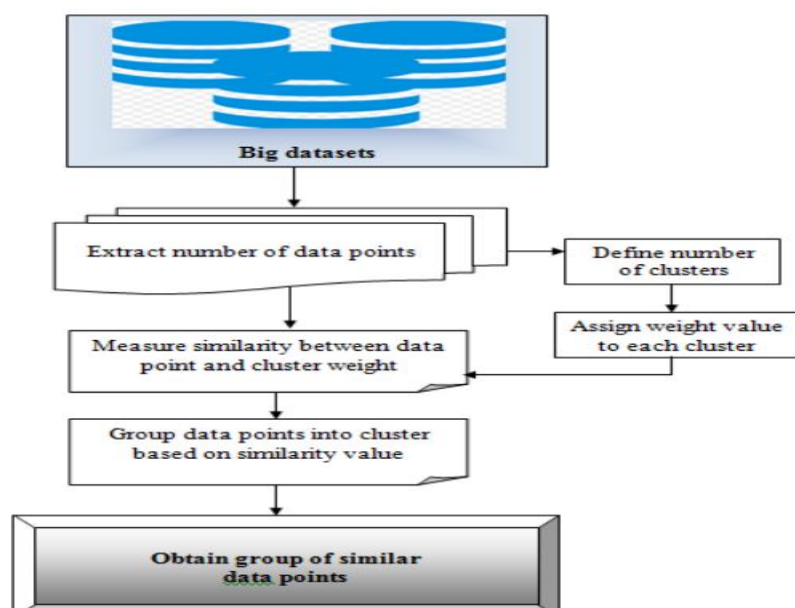 Big datasets
Extract number of data points
Define number
of clusters
Assign weight value
to each cluster
Measure similarity between data
point and cluster weight
Group data points into cluster
based on similarity value
Obtain group of similar
data points